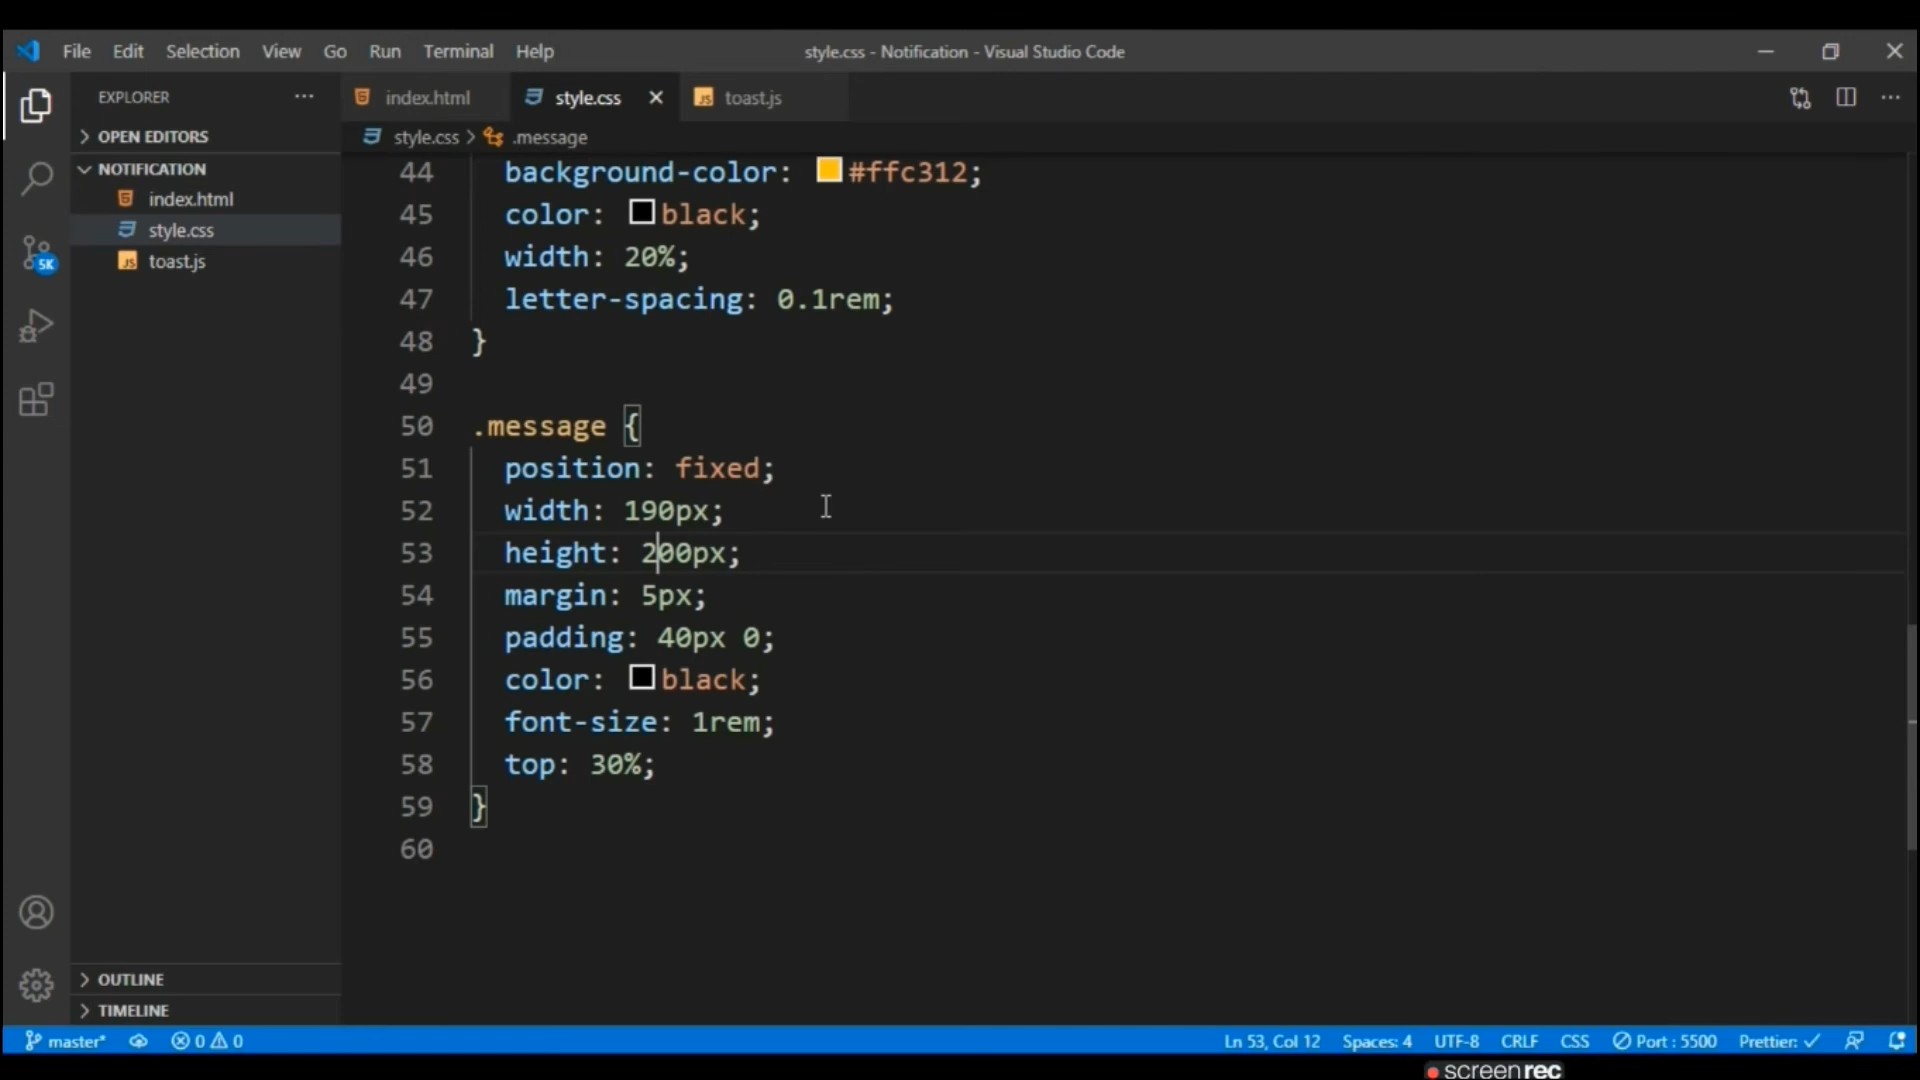 File Edit Selection View Go Run Terminal Help
style.css - Notification - Visual Studio Code
EXPLORER
index.html
style.css
toast.js
OPEN EDITORS
style.css > .message
NOTIFICATION
index.html
style.css
toast.js
5K
44 background-color: #ffc312;
45 color: black;
46 width: 20%;
47 letter-spacing: 0.1rem;
48 }
49
50 .message {
51 position: fixed;
52 width: 190px;
53 height: 200px;
54 margin: 5px;
55 padding: 40px 0;
56 color: black;
57 font-size: 1rem;
58 top: 30%;
59 }
60
OUTLINE
TIMELINE
master* 0 0 Ln 53, Col 12 Spaces: 4 UTF-8 CRLF CSS Port : 5500 Prettier: ✓
screenrec